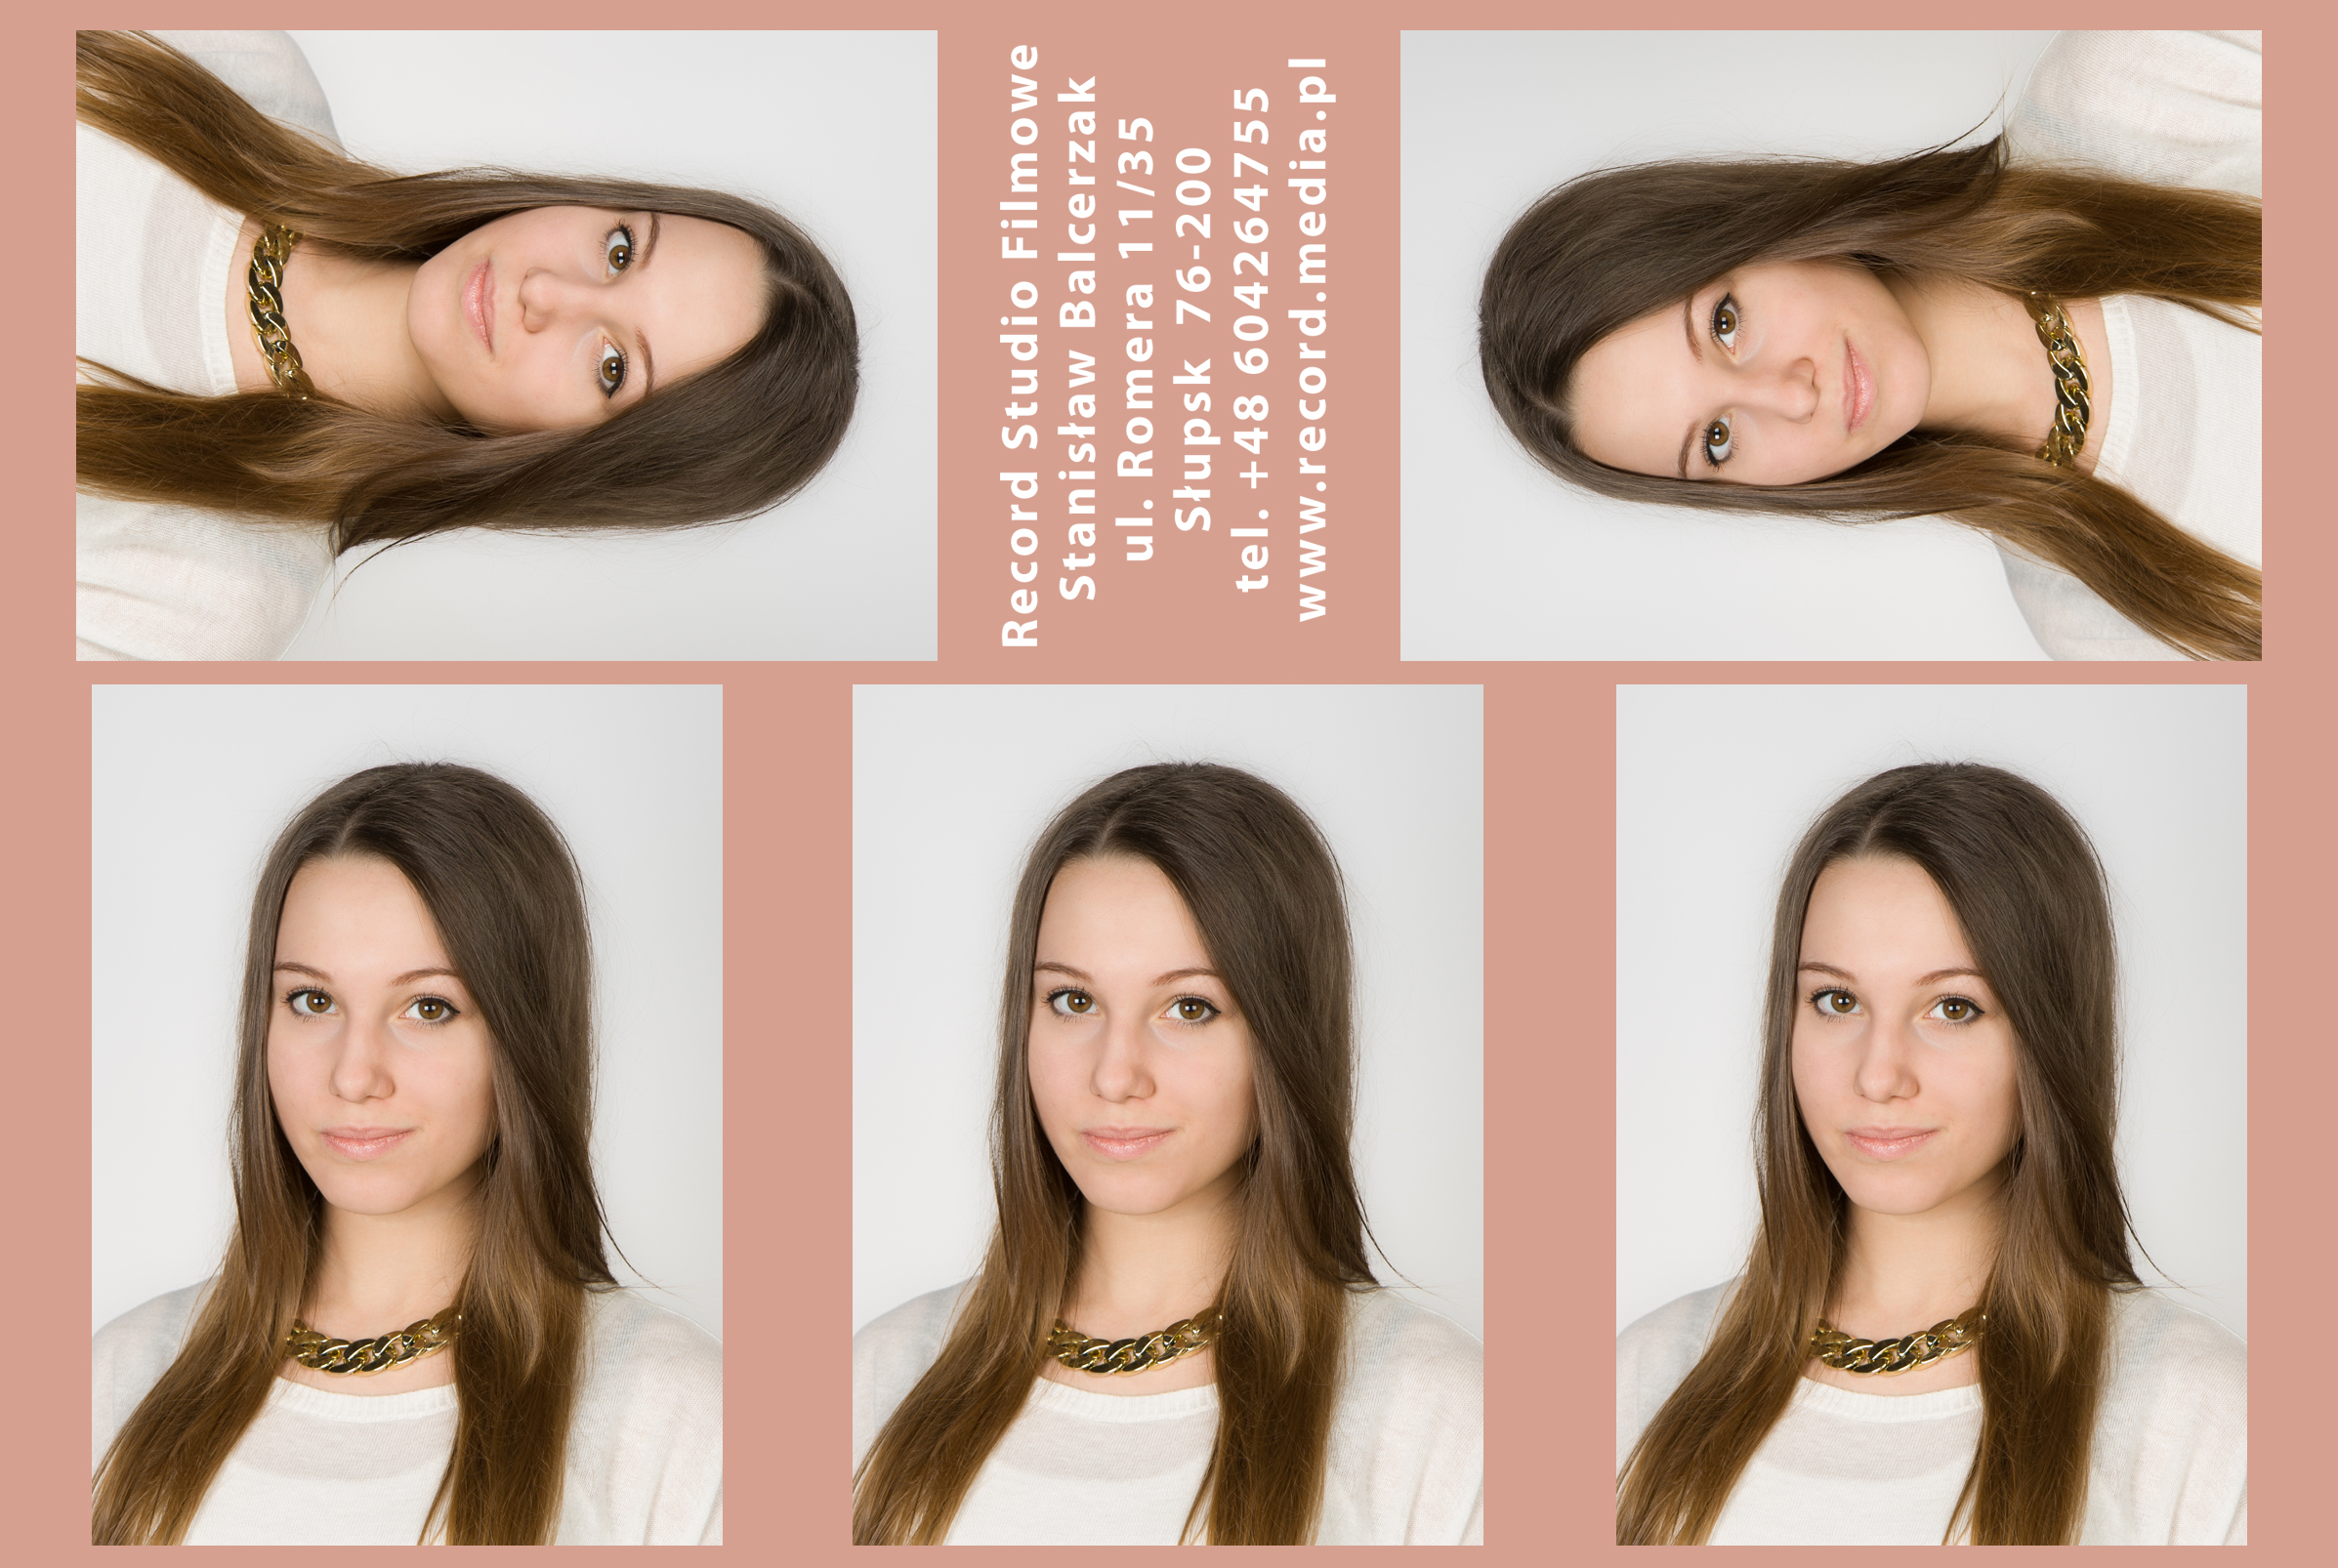 Record Studio Filmowe
Stanisław Balcerzak
ul. Romera 11/35
Słupsk 76-200
tel. +48 604264755
www.record.media.pl